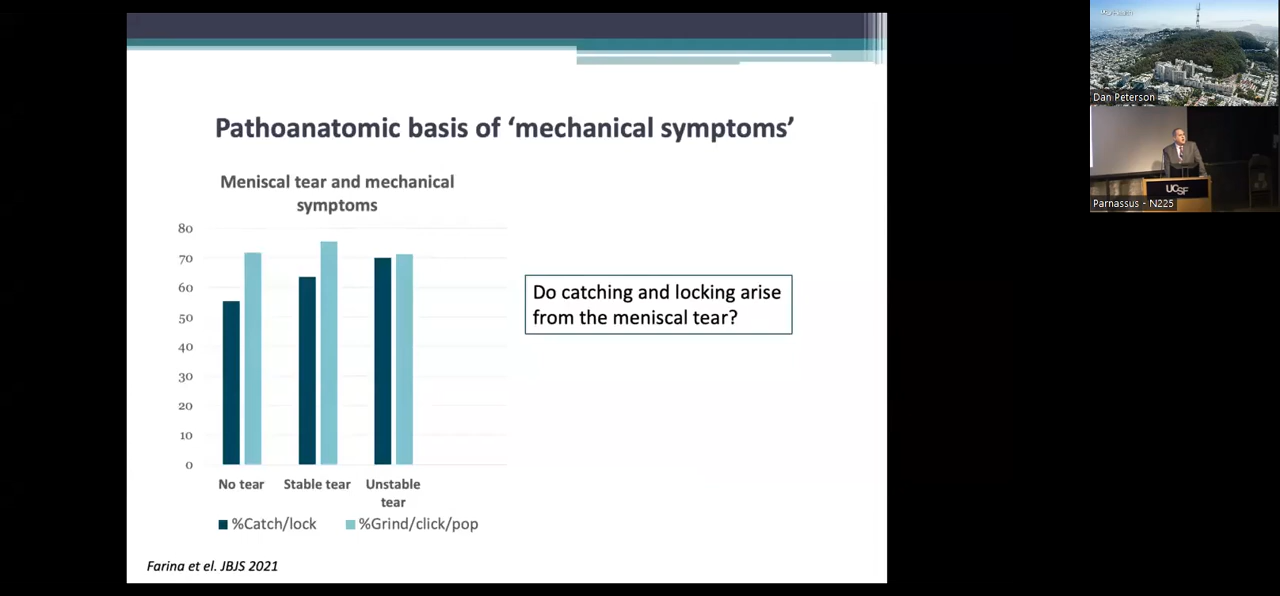 Pathoanatomic basis of ‘mechanical symptoms’
Meniscal tear and mechanical
symptoms
80
70
60
50
40
30
20
10
0
No tear
Stable tear
Unstable
tear
%Catch/lock
%Grind/click/pop
Do catching and locking arise
from the meniscal tear?
Farina et el. JBJS 2021
Dan Peterson
UCSF
Parnassus - N225